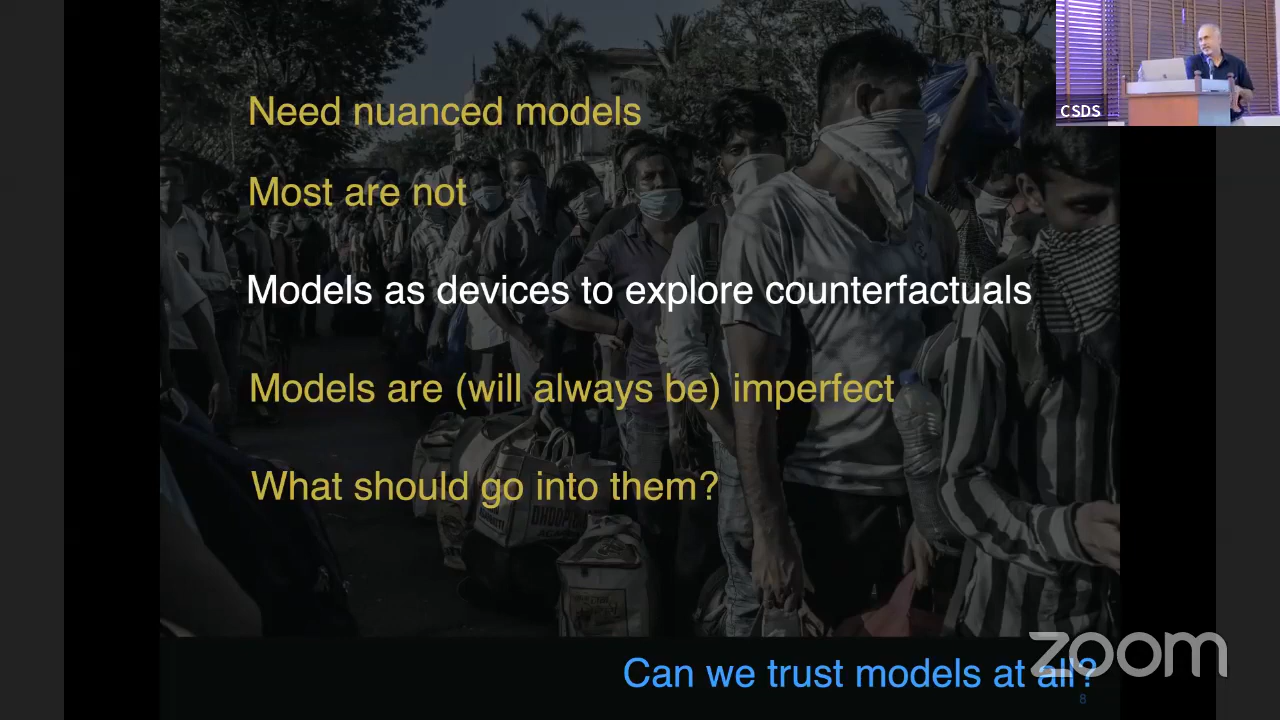 CSDS
Need nuanced models
Most are not
Models as devices to explore counterfactuals
Models are (will always be) imperfect
What should go into them?
zoom
Can we trust models at all?
8